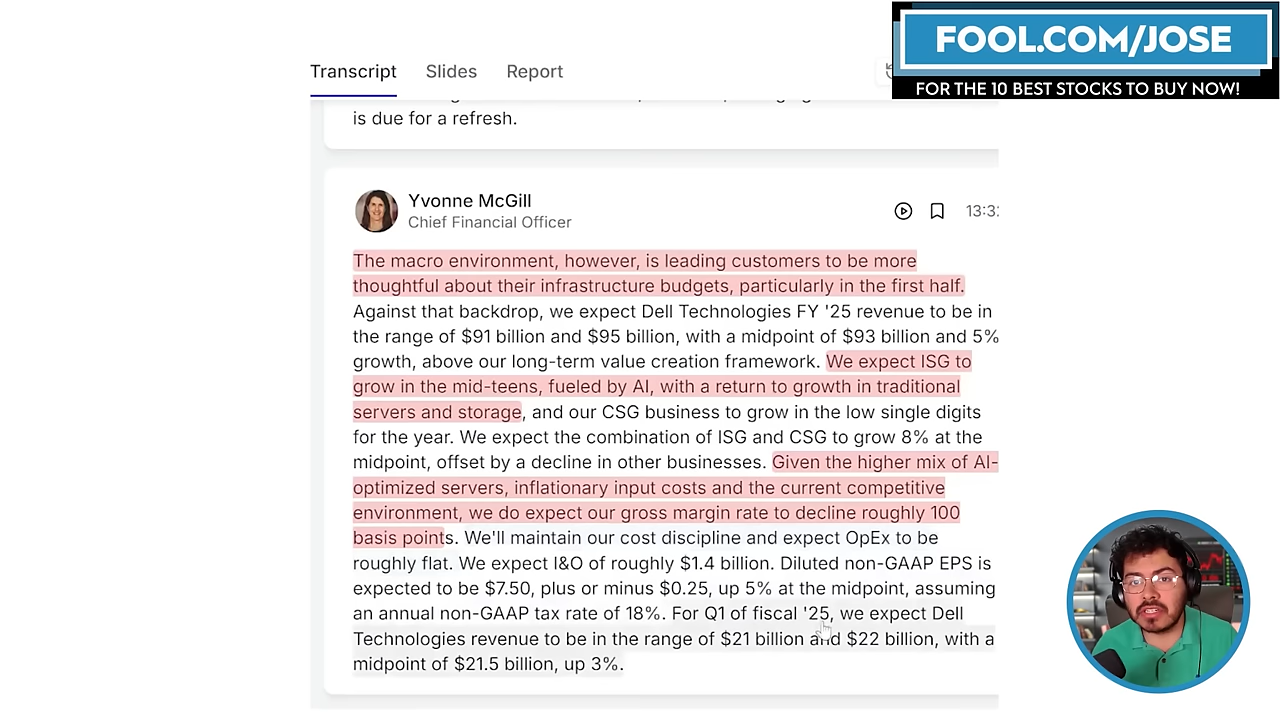 FOOL.COM/JOSE
FOR THE 10 BEST STOCKS TO BUY NOW!
Transcript Slides Report
is due for a refresh.
Yvonne McGill
Chief Financial Officer
13:32
The macro environment, however, is leading customers to be more
thoughtful about their infrastructure budgets, particularly in the first half.
Against that backdrop, we expect Dell Technologies FY '25 revenue to be in
the range of $91 billion and $95 billion, with a midpoint of $93 billion and 5%
growth, above our long-term value creation framework. We expect ISG to
grow in the mid-teens, fueled by AI, with a return to growth in traditional
servers and storage, and our CSG business to grow in the low single digits
for the year. We expect the combination of ISG and CSG to grow 8% at the
midpoint, offset by a decline in other businesses. Given the higher mix of AI-
optimized servers, inflationary input costs and the current competitive
environment, we do expect our gross margin rate to decline roughly 100
basis points. We'll maintain our cost discipline and expect OpEx to be
roughly flat. We expect I&O of roughly $1.4 billion. Diluted non-GAAP EPS is
expected to be $7.50, plus or minus $0.25, up 5% at the midpoint, assuming
an annual non-GAAP tax rate of 18%. For Q1 of fiscal '25, we expect Dell
Technologies revenue to be in the range of $21 billion and $22 billion, with a
midpoint of $21.5 billion, up 3%.